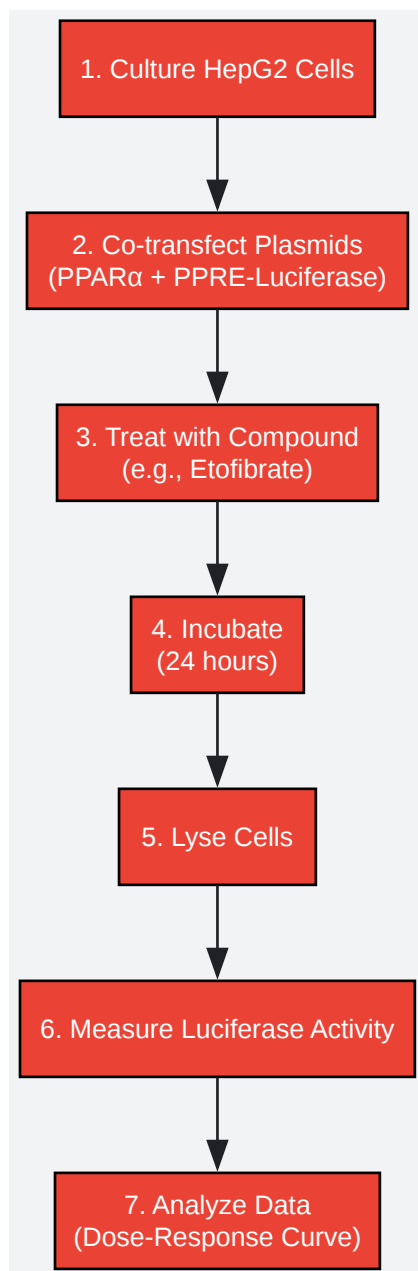 1. Culture HepG2 Cells
2. Co-transfect Plasmids
(PPARα + PPRE-Luciferase)
3. Treat with Compound
(e.g., Etofibrate)
4. Incubate
(24 hours)
5. Lyse Cells
6. Measure Luciferase Activity
7. Analyze Data
(Dose-Response Curve)